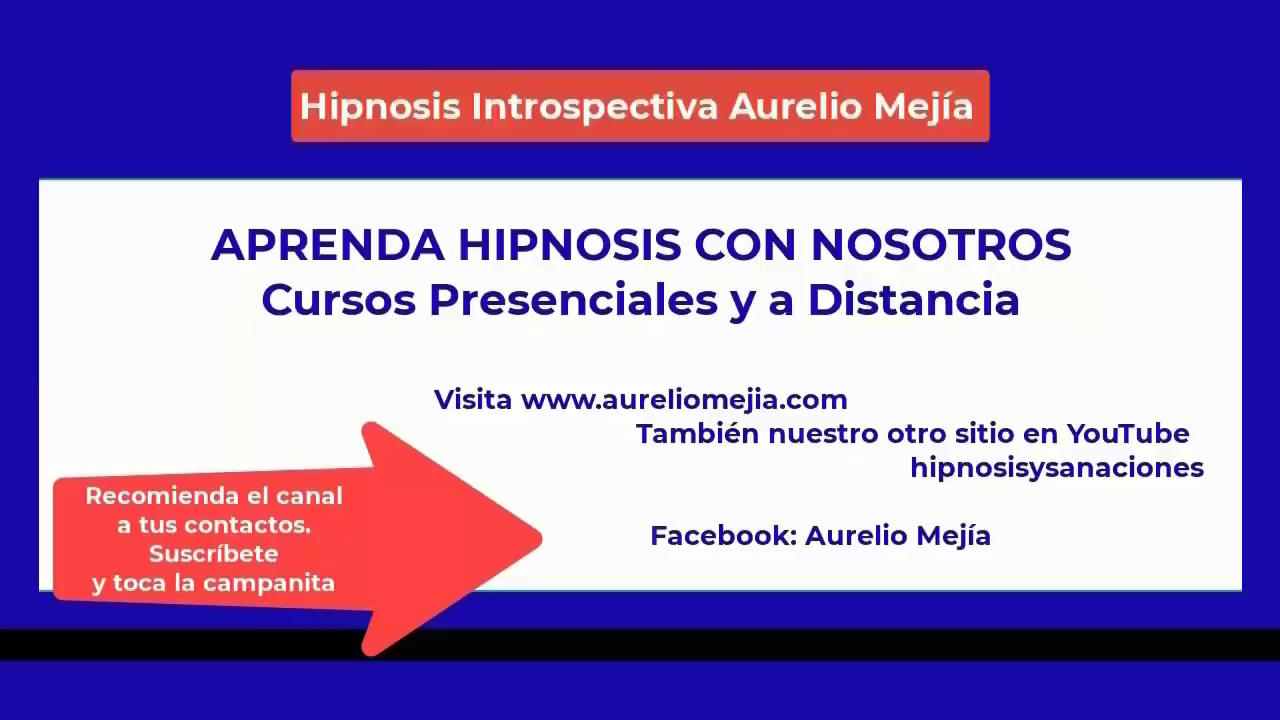 Hipnosis Introspectiva Aurelio Mejía
APRENDA HIPNOSIS CON NOSOTROS
Cursos Presenciales y a Distancia
Visita www.aureliomejia.com
También nuestro otro sitio en YouTube
hipnosisysanaciones
Facebook: Aurelio Mejía
Recomienda el canal
a tus contactos.
Suscríbete
y toca la campanita